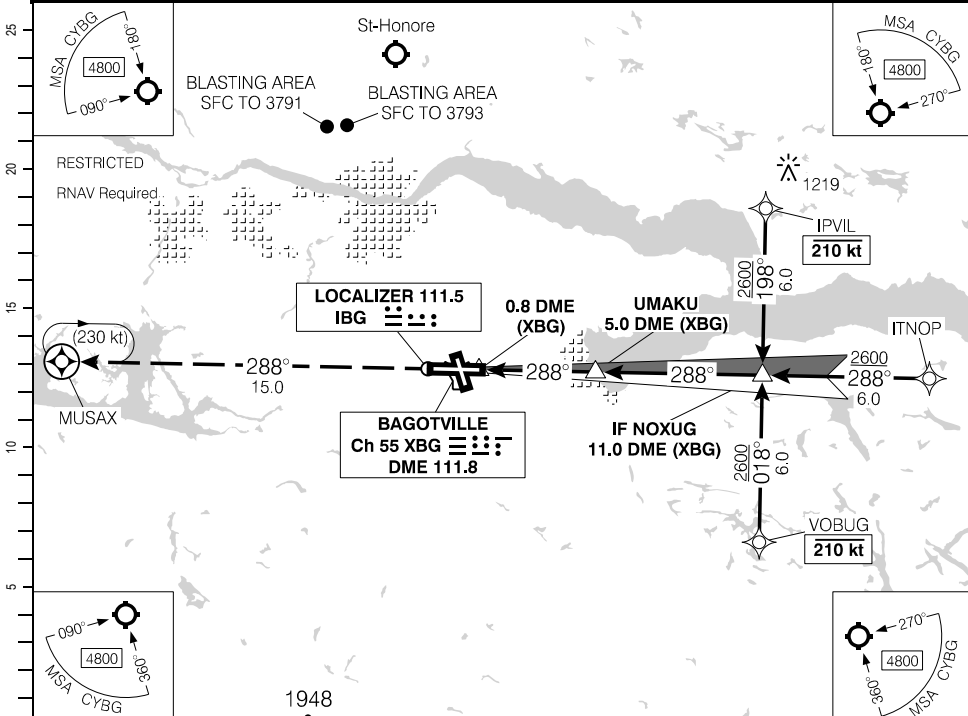 25
20
15
10
5
MSA CYBG
180°
4800
090°
St-Honore
BLASTING AREA
SFC TO 3791
BLASTING AREA
SFC TO 3793
MSA CYBG
180°
4800
270°
RESTRICTED
RNAV Required
1219
IPVIL
210 kt
2600
198°
6.0
LOCALIZER 111.5
IBG
0.8 DME
(XBG)
UMAKU
5.0 DME (XBG)
ITNOP
(230 kt)
MUSAX
288°
15.0
288°
288°
2600
288°
6.0
BAGOTVILLE
Ch 55 XBG
DME 111.8
IF NOXUG
11.0 DME (XBG)
2600
018°
6.0
VOBUG
210 kt
090°
360°
4800
MSA CYBG
270°
360°
4800
MSA CYBG
1948